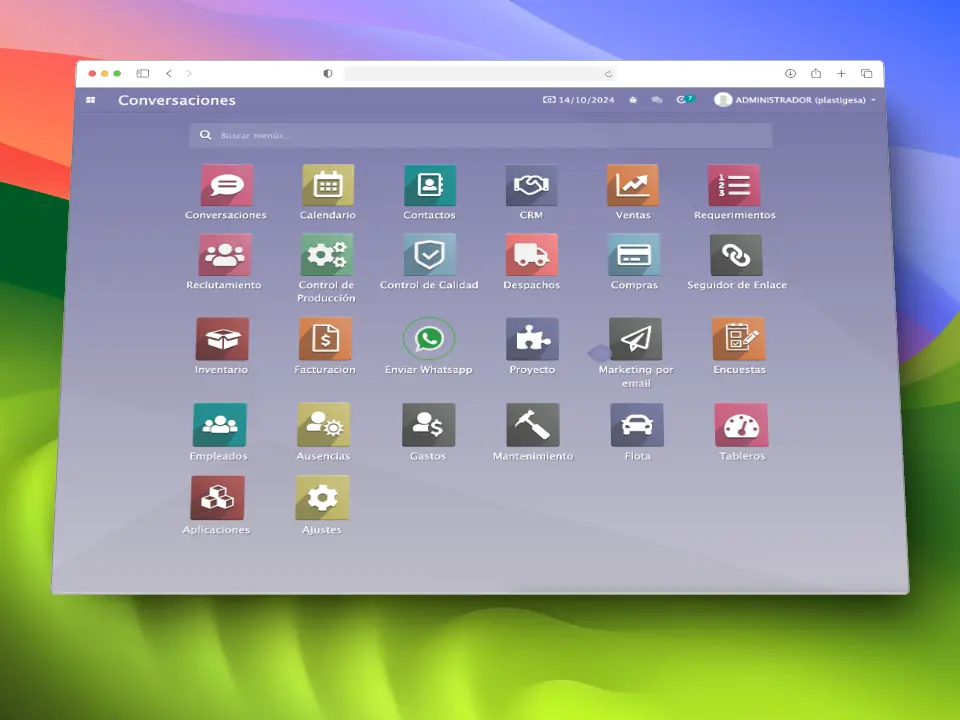 Conversaciones
14/10/2024
7
ADMINISTRADOR (plastigesa)
Buscar menús...
Conversaciones
Calendario
Contactos
CRM
Ventas
Requerimientos
Reclutamiento
Control de
Producción
Control de Calidad
Despachos
Compras
Seguidor de Enlace
Inventario
Facturacion
Enviar Whatsapp
Proyecto
Marketing por
email
Encuestas
Empleados
Ausencias
Gastos
Mantenimiento
Flota
Tableros
Aplicaciones
Ajustes